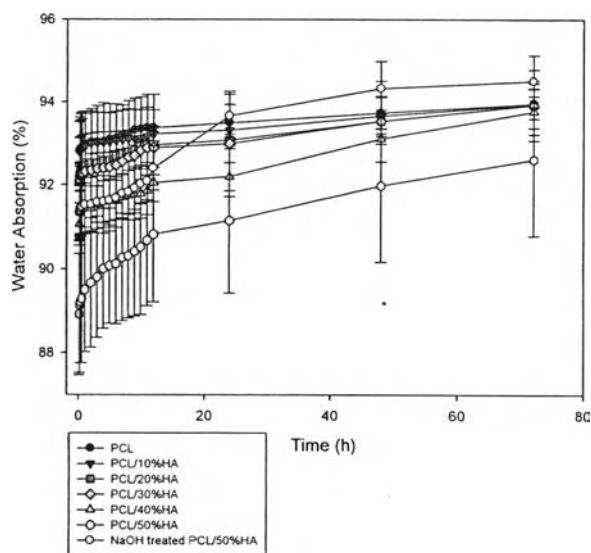 96
94
92
90
88
Water Absorption (%)
0
20
40
60
80
Time (h)
PCL
PCL/10%HA
PCL/20%HA
PCL/30%HA
PCL/40%HA
PCL/50%HA
NaOH treated PCL/50%HA